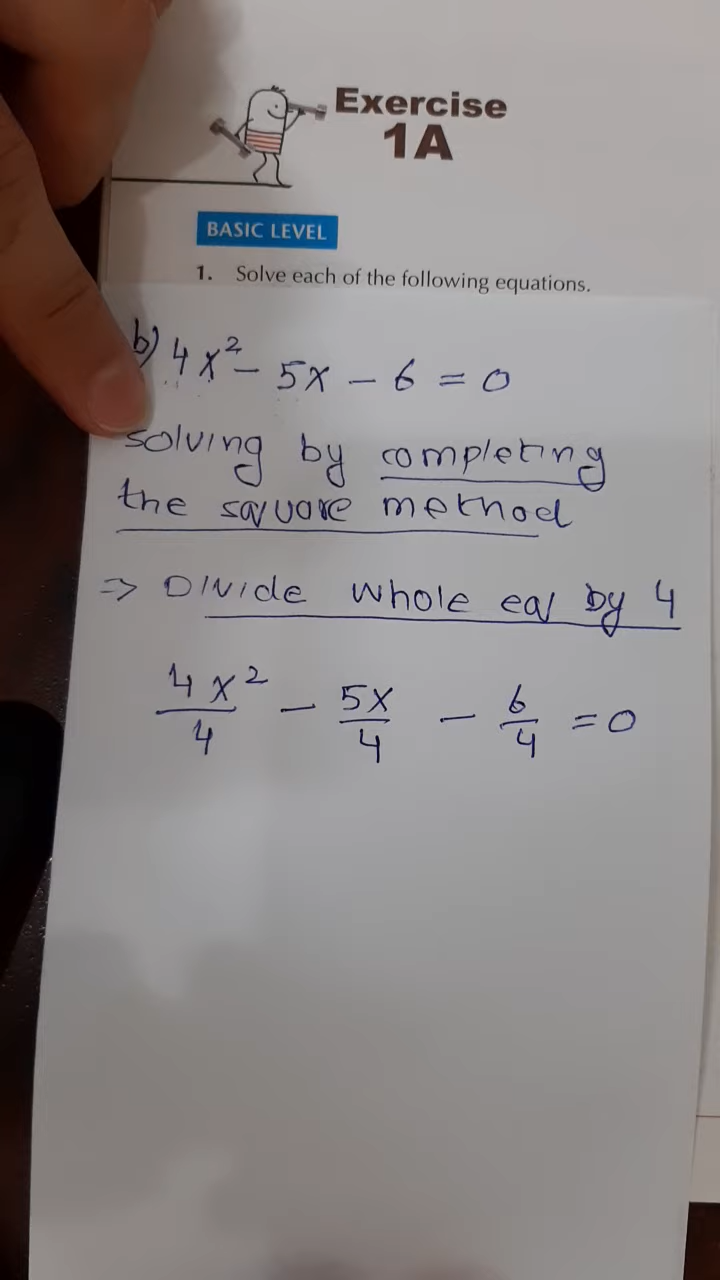 Exercise
1A
BASIC LEVEL
1. Solve each of the following equations.
b) 4x² - 5x - 6 = 0
solving by completing
the square method
=> Divide whole eq by 4
4x²/4 - 5x/4 - 6/4 = 0